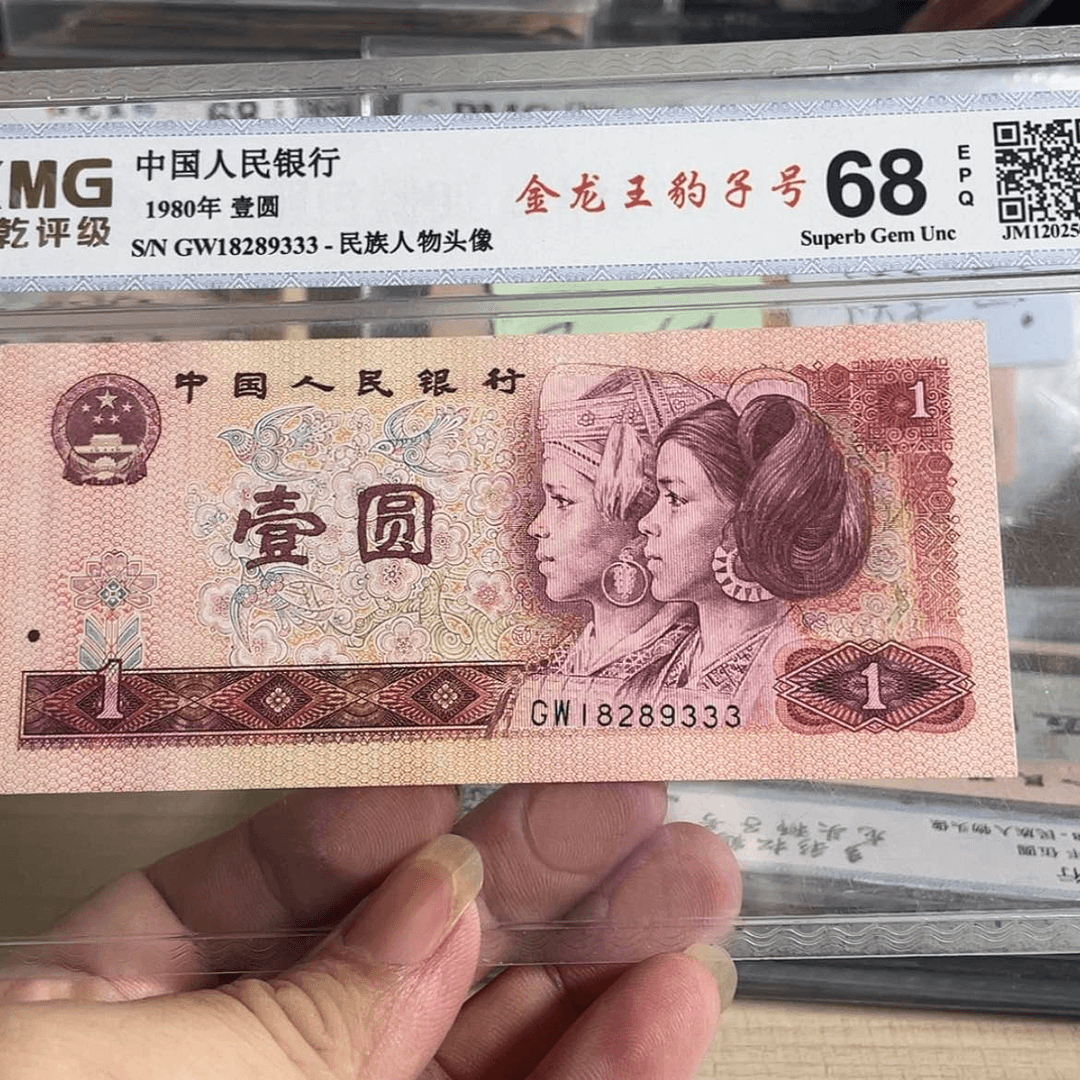 MG
乾评级
中国人民银行
1980年 壹圆
S/N GW18289333 - 民族人物头像
金龙王豹子号
68
EPQ
Superb Gem Unc
JM12025
中国人民银行
1
壹圆
1
1
GW18289333